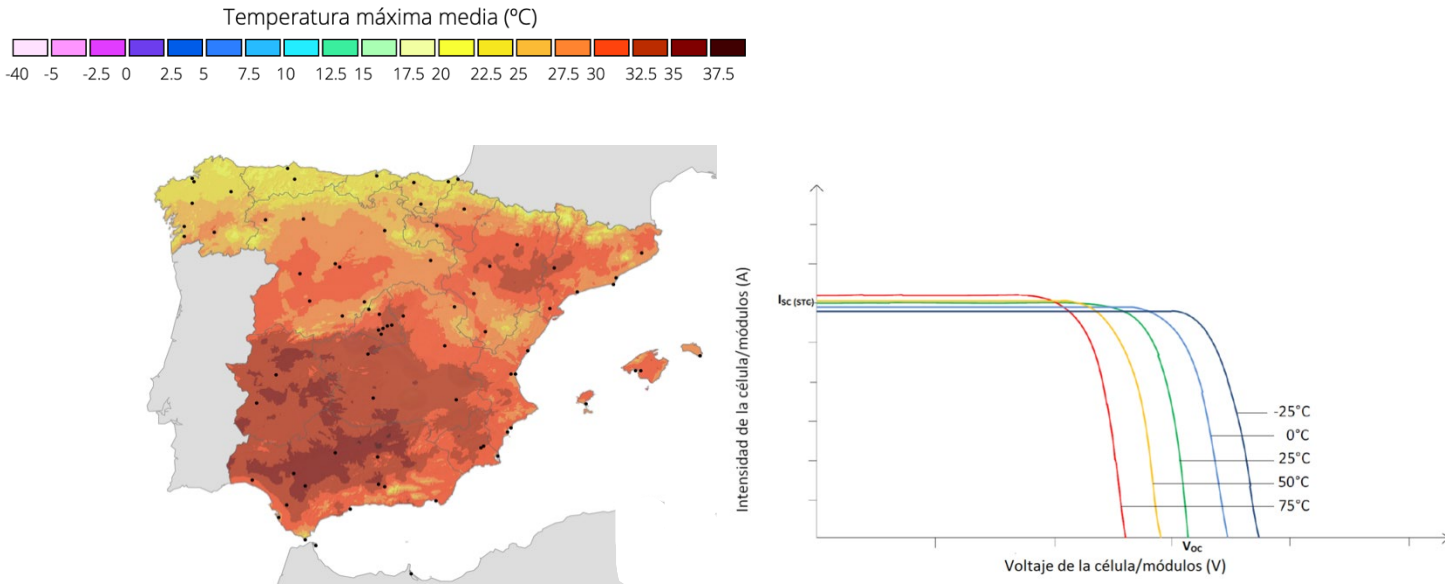 Temperatura máxima media (ºC)
-40 -5 -2.5 0 2.5 5 7.5 10 12.5 15 17.5 20 22.5 25 27.5 30 32.5 35 37.5
Intensidad de la célula/módulos (A)
ISC (STC)
-25°C
0°C
25°C
50°C
75°C
VOC
Voltaje de la célula/módulos (V)